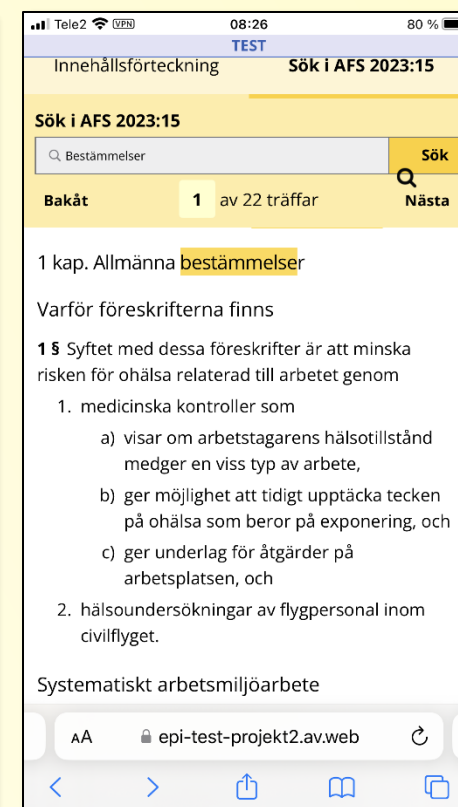 Tele2 VPN 08:26 80 %
TEST
Innehållsförteckning Sök i AFS 2023:15
Sök i AFS 2023:15
Bestämmelser Sök
Bakåt 1 av 22 träffar Nästa
1 kap. Allmänna bestämmelser
Varför föreskrifterna finns
1 § Syftet med dessa föreskrifter är att minska
risken för ohälsa relaterad till arbetet genom
1. medicinska kontroller som
a) visar om arbetstagarens hälsotillstånd
medger en viss typ av arbete,
b) ger möjlighet att tidigt upptäcka tecken
på ohälsa som beror på exponering, och
c) ger underlag för åtgärder på
arbetsplatsen, och
2. hälsoundersökningar av flygpersonal inom
civilflyget.
Systematiskt arbetsmiljöarbete
AA epi-test-projekt2.av.web